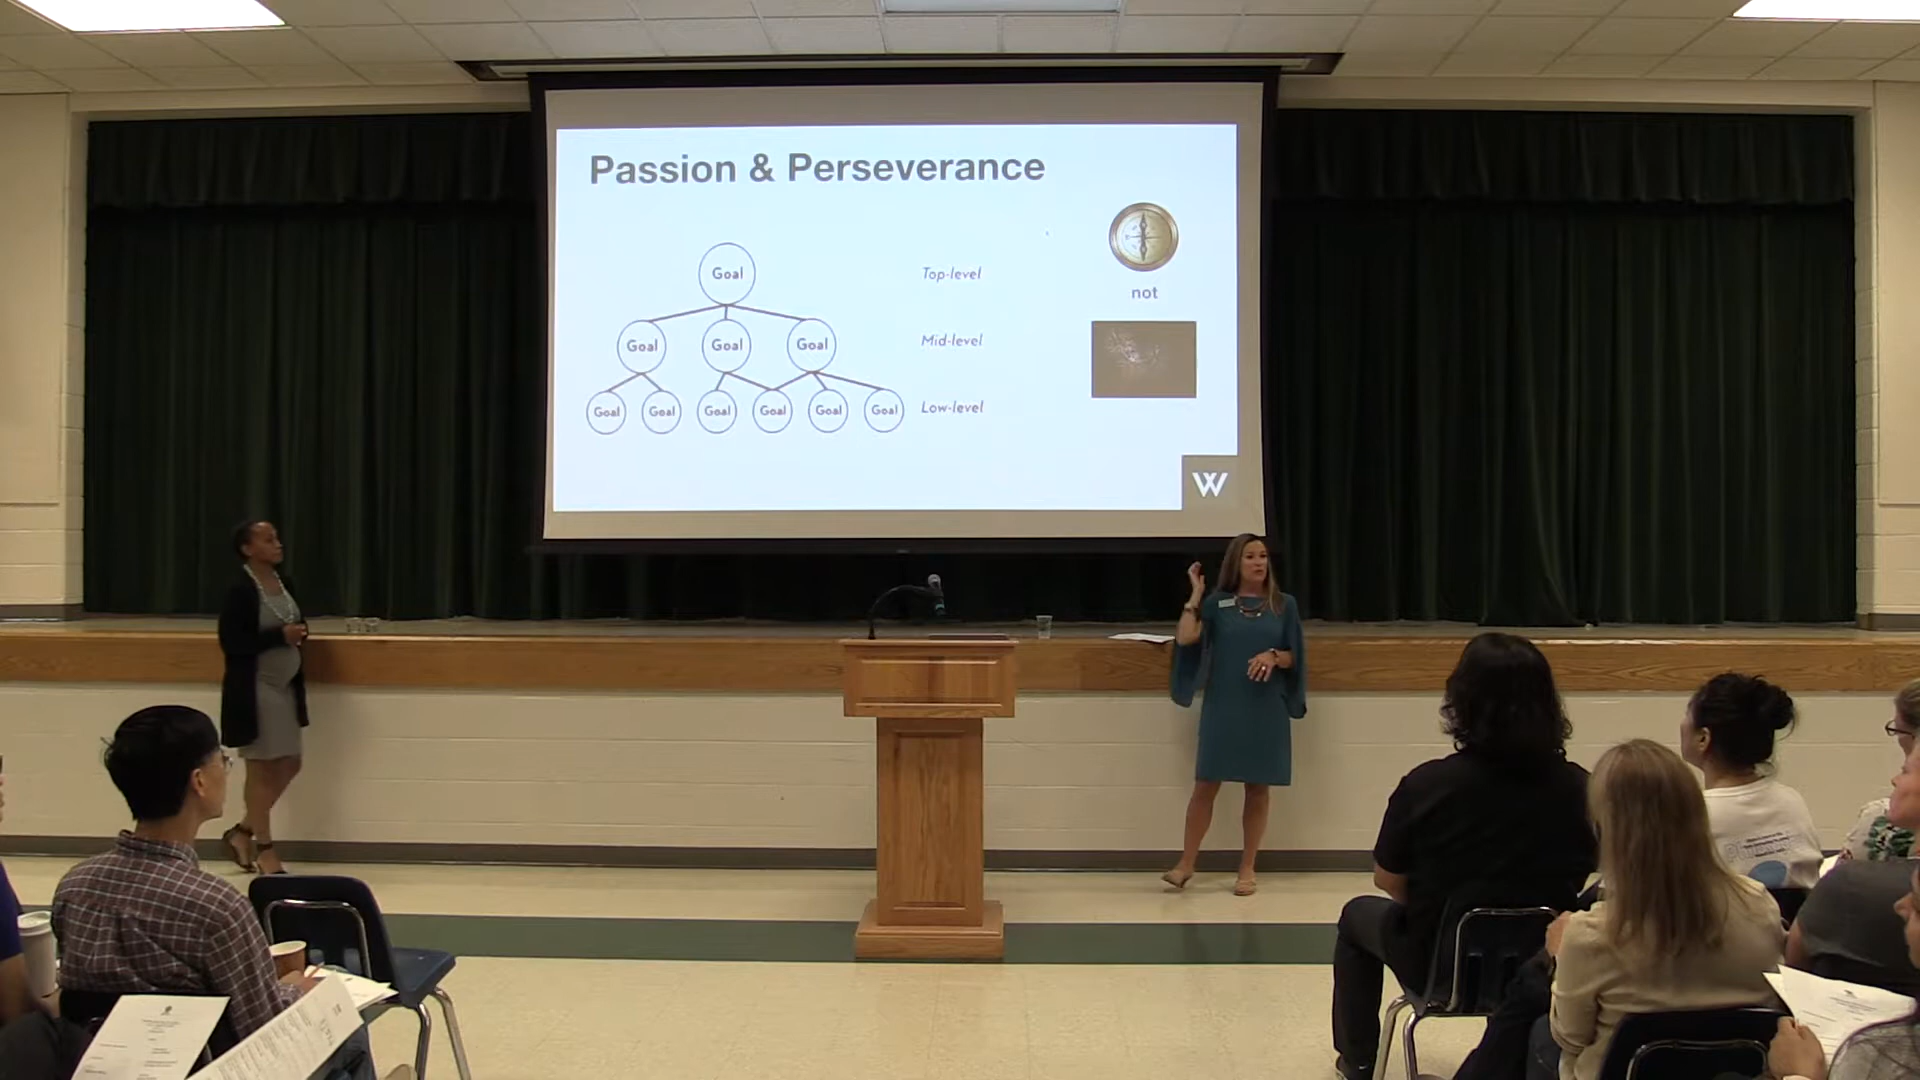 Passion & Perseverance
Goal
Top-level
not
Goal Goal Goal
Mid-level
Goal Goal Goal Goal Goal Goal
Low-level
W